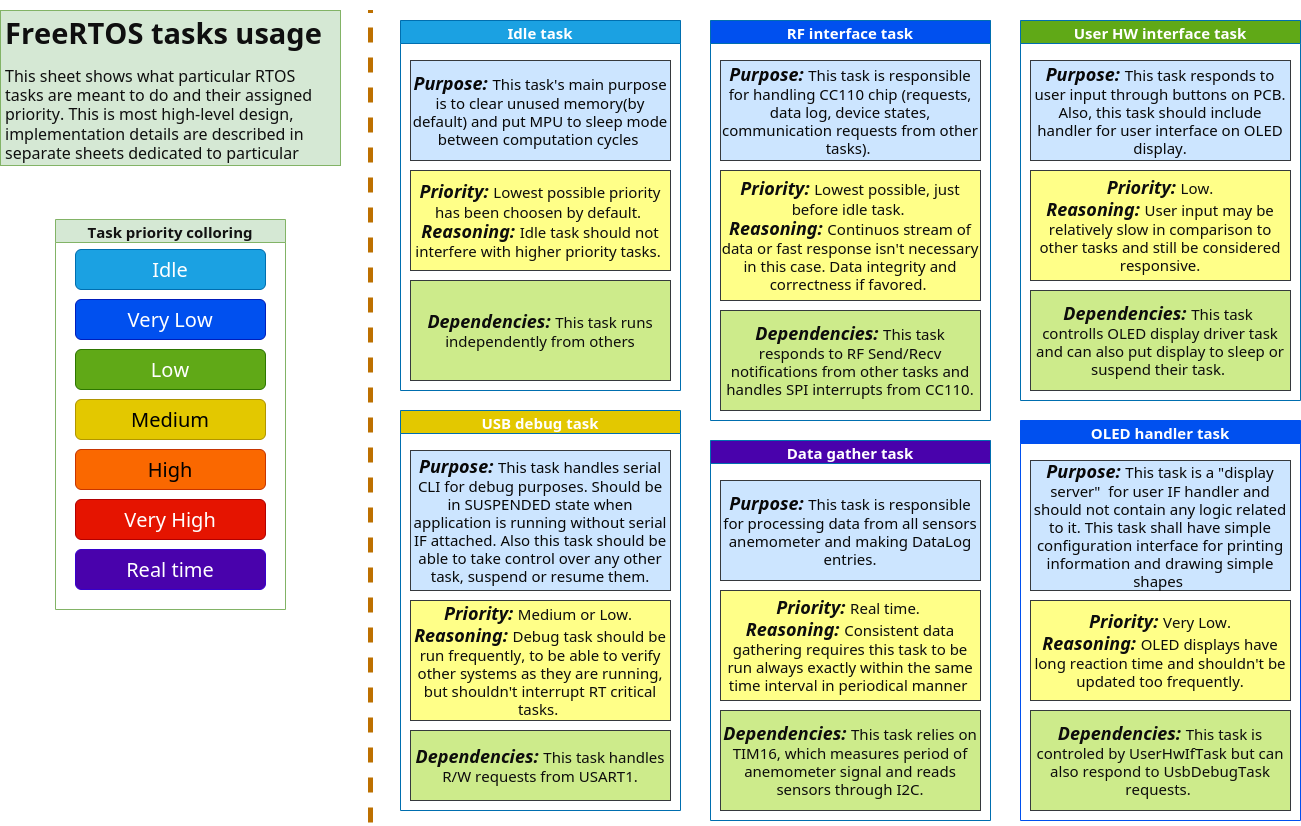 FreeRTOS tasks usage
This sheet shows what particular RTOS
tasks are meant to do and their assigned
priority. This is most high-level design,
implementation details are described in
separate sheets dedicated to particular
Task priority colloring
Idle
Very Low
Low
Medium
High
Very High
Real time
Idle task
Purpose: This task's main purpose
is to clear unused memory(by
default) and put MPU to sleep mode
between computation cycles
Priority: Lowest possible priority
has been choosen by default.
Reasoning: Idle task should not
interfere with higher priority tasks.
Dependencies: This task runs
independently from others
USB debug task
Purpose: This task handles serial
CLI for debug purposes. Should be
in SUSPENDED state when
application is running without serial
IF attached. Also this task should be
able to take control over any other
task, suspend or resume them.
Priority: Medium or Low.
Reasoning: Debug task should be
run frequently, to be able to verify
other systems as they are running,
but shouldn't interrupt RT critical
tasks.
Dependencies: This task handles
R/W requests from USART1.
RF interface task
Purpose: This task is responsible
for handling CC110 chip (requests,
data log, device states,
communication requests from other
tasks).
Priority: Lowest possible, just
before idle task.
Reasoning: Continuos stream of
data or fast response isn't necessary
in this case. Data integrity and
correctness if favored.
Dependencies: This task
responds to RF Send/Recv
notifications from other tasks and
handles SPI interrupts from CC110.
Data gather task
Purpose: This task is responsible
for processing data from all sensors
anemometer and making DataLog
entries.
Priority: Real time.
Reasoning: Consistent data
gathering requires this task to be
run always exactly within the same
time interval in periodical manner
Dependencies: This task relies on
TIM16, which measures period of
anemometer signal and reads
sensors through I2C.
User HW interface task
Purpose: This task responds to
user input through buttons on PCB.
Also, this task should include
handler for user interface on OLED
display.
Priority: Low.
Reasoning: User input may be
relatively slow in comparison to
other tasks and still be considered
responsive.
Dependencies: This task
controlls OLED display driver task
and can also put display to sleep or
suspend their task.
OLED handler task
Purpose: This task is a "display
server"  for user IF handler and
should not contain any logic related
to it. This task shall have simple
configuration interface for printing
information and drawing simple
shapes
Priority: Very Low.
Reasoning: OLED displays have
long reaction time and shouldn't be
updated too frequently.
Dependencies: This task is
controled by UserHwIfTask but can
also respond to UsbDebugTask
requests.